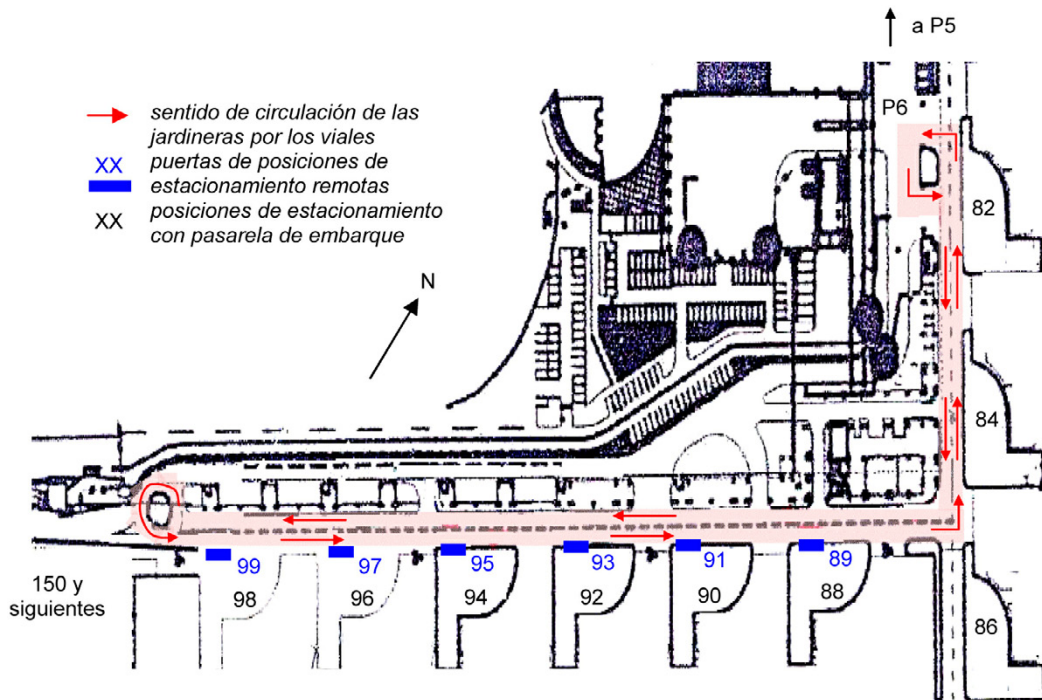 a P5
P6
sentido de circulación de las
jardineras por los viales
XX puertas de posiciones de
estacionamiento remotas
XX posiciones de estacionamiento
con pasarela de embarque
82
N
84
99 97 95 93 91 89
150 y
siguientes
98 96 94 92 90 88
86